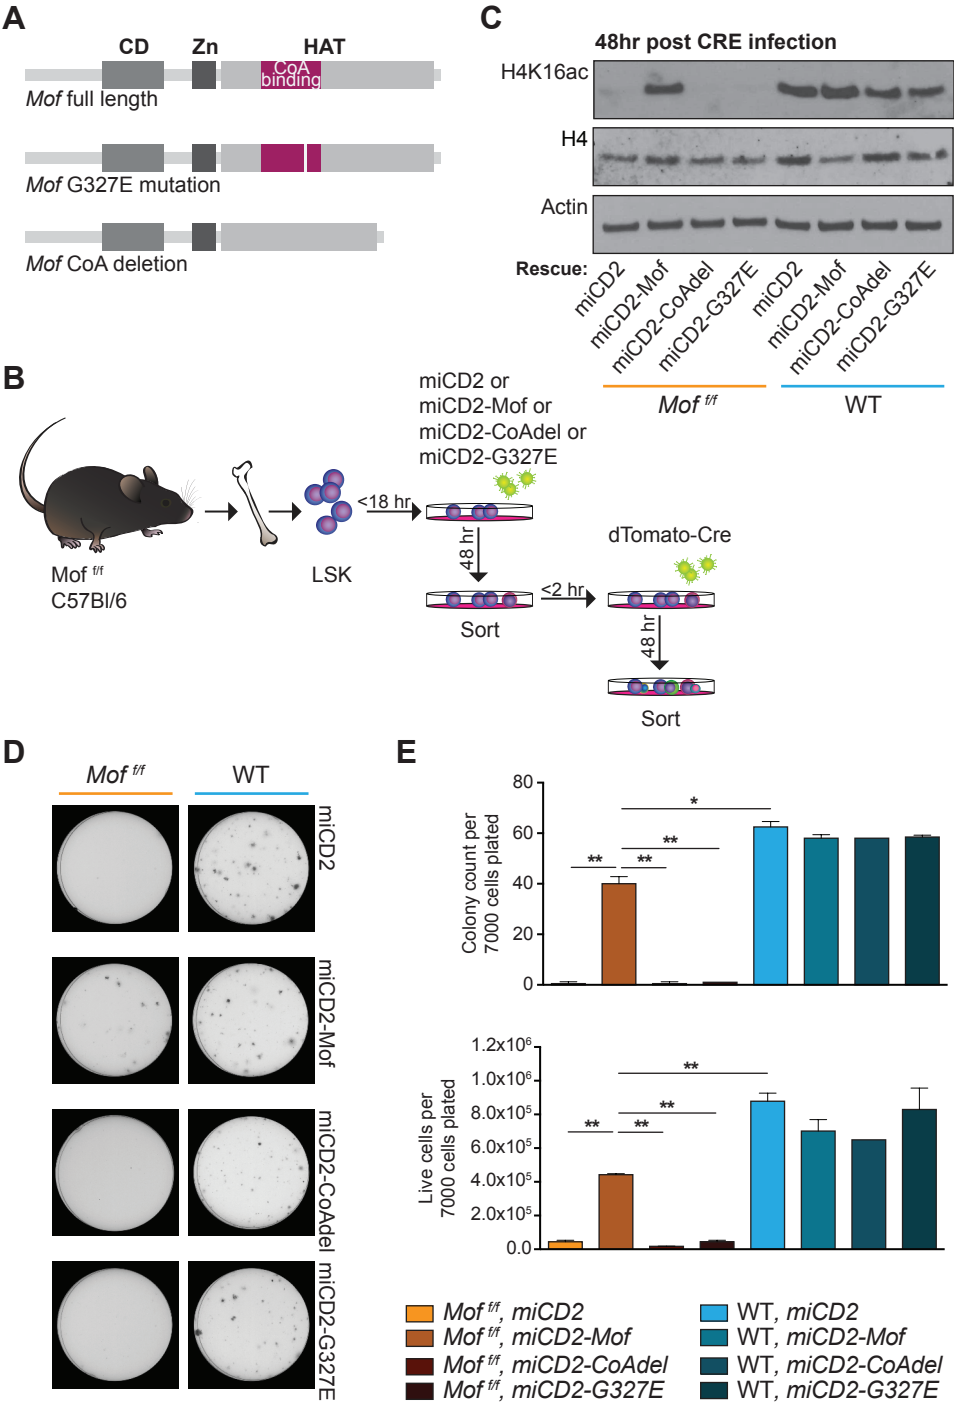 A
CD Zn HAT
CoA
binding
Mof full length
Mof G327E mutation
Mof CoA deletion
C
48hr post CRE infection
H4K16ac
H4
Actin
Rescue:
miCD2
miCD2-Mof
miCD2-CoAdel
miCD2-G327E
miCD2
miCD2-Mof
miCD2-CoAdel
miCD2-G327E
Mof f/f WT
B
miCD2 or
miCD2-Mof or
miCD2-CoAdel or
miCD2-G327E
Mof f/f
C57Bl/6
LSK
<18 hr
48 hr
Sort
<2 hr
dTomato-Cre
48 hr
Sort
D
Mof f/f WT
miCD2
miCD2-Mof
miCD2-CoAdel
miCD2-G327E
E
Colony count per
7000 cells plated
80
60
40
20
0
*
**
** **
Live cells per
7000 cells plated
1.2x10⁶
1.0x10⁶
8.0x10⁵
6.0x10⁵
4.0x10⁵
2.0x10⁵
0.0
**
**
** **
Mof f/f, miCD2
Mof f/f, miCD2-Mof
Mof f/f, miCD2-CoAdel
Mof f/f, miCD2-G327E
WT, miCD2
WT, miCD2-Mof
WT, miCD2-CoAdel
WT, miCD2-G327E